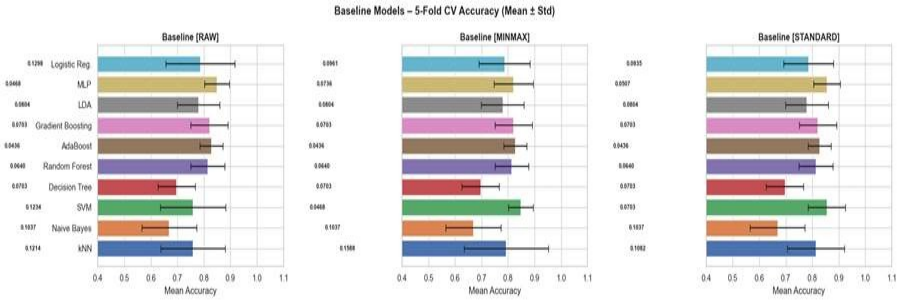 Baseline Models – 5-Fold CV Accuracy (Mean ± Std)
Baseline [RAW]
0.1298 Logistic Reg.
0.0468 MLP
0.0804 LDA
0.0703 Gradient Boosting
0.0436 AdaBoost
0.0640 Random Forest
0.0703 Decision Tree
0.1234 SVM
0.1037 Naive Bayes
0.1214 kNN
0.4 0.5 0.6 0.7 0.8 0.9 1.0 1.1
Mean Accuracy
Baseline [MINMAX]
0.0961
0.0736
0.0804
0.0703
0.0436
0.0640
0.0703
0.0468
0.1037
0.1588
0.4 0.5 0.6 0.7 0.8 0.9 1.0 1.1
Mean Accuracy
Baseline [STANDARD]
0.0935
0.0507
0.0804
0.0703
0.0436
0.0640
0.0703
0.0703
0.1037
0.1082
0.4 0.5 0.6 0.7 0.8 0.9 1.0 1.1
Mean Accuracy